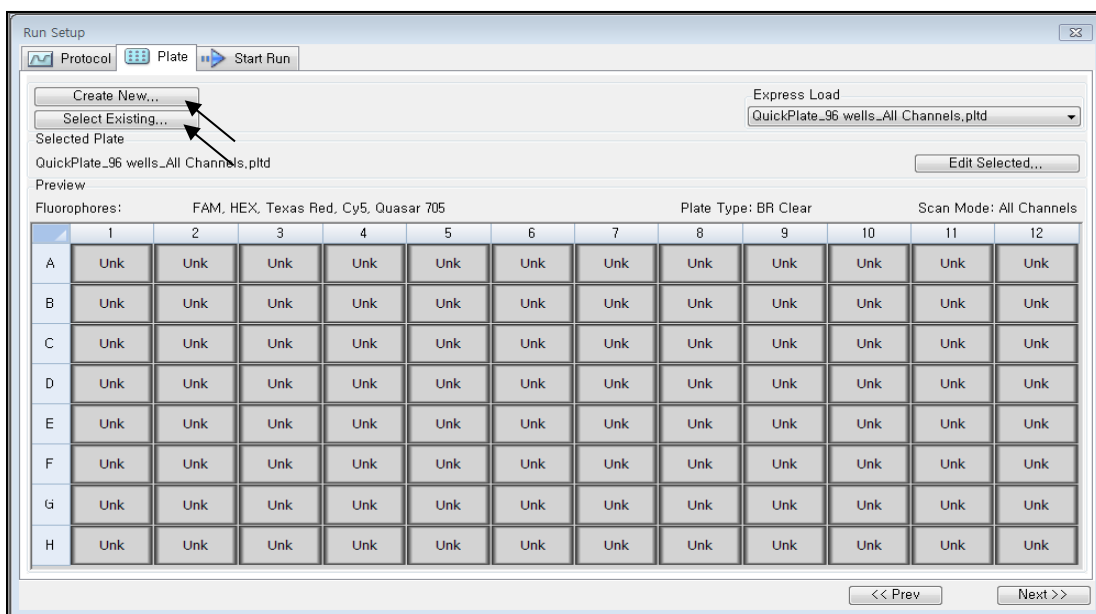 Run Setup
Protocol Plate Start Run
Create New...
Select Existing...
Express Load
QuickPlate_96 wells_All Channels.pltd
Selected Plate
QuickPlate_96 wells_All Channels.pltd
Edit Selected...
Preview
Fluorophores: FAM, HEX, Texas Red, Cy5, Quasar 705 Plate Type: BR Clear Scan Mode: All Channels
1 2 3 4 5 6 7 8 9 10 11 12
A Unk Unk Unk Unk Unk Unk Unk Unk Unk Unk Unk Unk
B Unk Unk Unk Unk Unk Unk Unk Unk Unk Unk Unk Unk
C Unk Unk Unk Unk Unk Unk Unk Unk Unk Unk Unk Unk
D Unk Unk Unk Unk Unk Unk Unk Unk Unk Unk Unk Unk
E Unk Unk Unk Unk Unk Unk Unk Unk Unk Unk Unk Unk
F Unk Unk Unk Unk Unk Unk Unk Unk Unk Unk Unk Unk
G Unk Unk Unk Unk Unk Unk Unk Unk Unk Unk Unk Unk
H Unk Unk Unk Unk Unk Unk Unk Unk Unk Unk Unk Unk
<< Prev Next >>